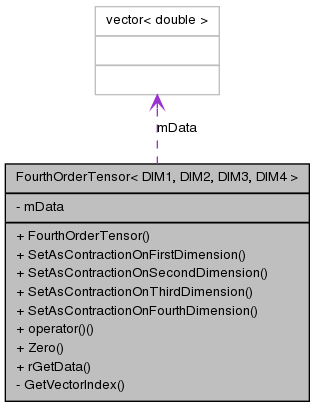 vector< double >
mData
FourthOrderTensor< DIM1, DIM2, DIM3, DIM4 >
- mData
+ FourthOrderTensor()
+ SetAsContractionOnFirstDimension()
+ SetAsContractionOnSecondDimension()
+ SetAsContractionOnThirdDimension()
+ SetAsContractionOnFourthDimension()
+ operator()()
+ Zero()
+ rGetData()
- GetVectorIndex()